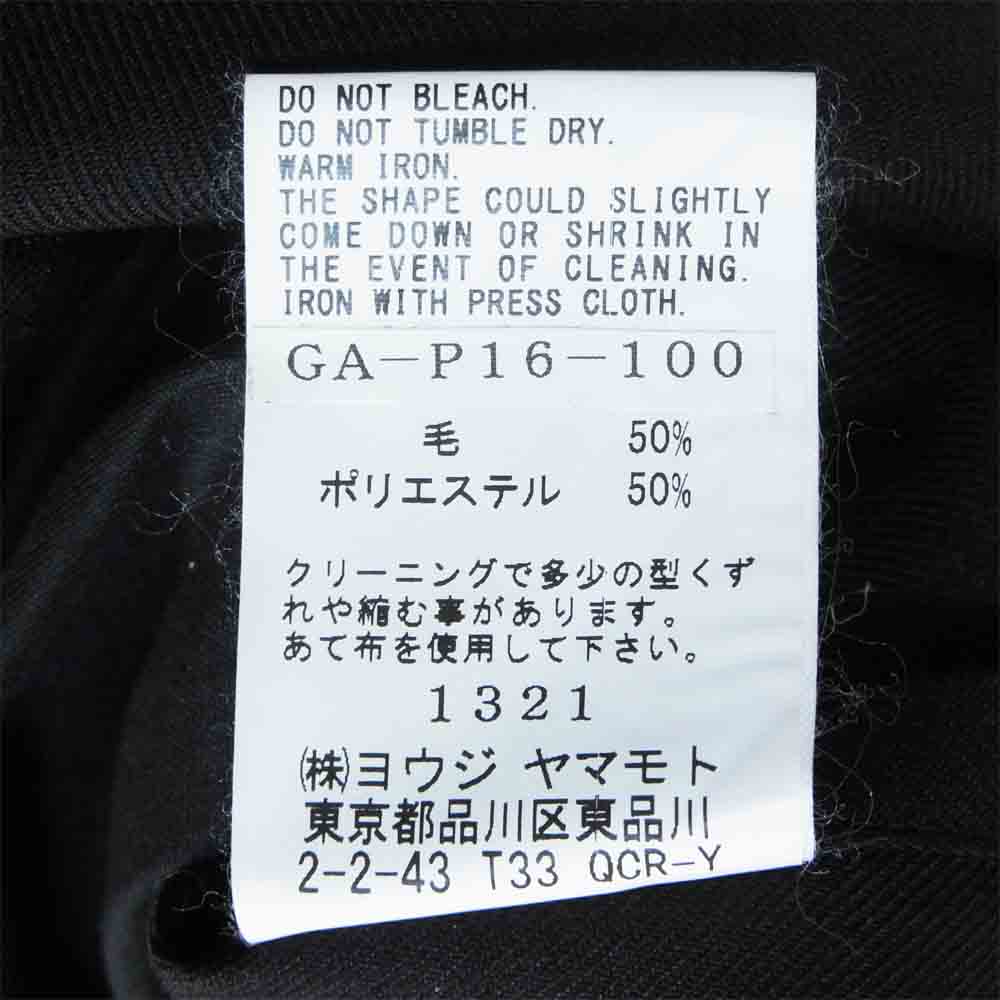 DO NOT BLEACH.
DO NOT TUMBLE DRY.
WARM IRON.
THE SHAPE COULD SLIGHTLY
COME DOWN OR SHRINK IN
THE EVENT OF CLEANING.
IRON WITH PRESS CLOTH.
GA-P16-100
毛 50%
ポリエステル 50%
クリーニングで多少の型くず
れや縮む事があります。
あて布を使用して下さい。
1321
(株)ヨウジ ヤマモト
東京都品川区東品川
2-2-43 T33 QCR-Y